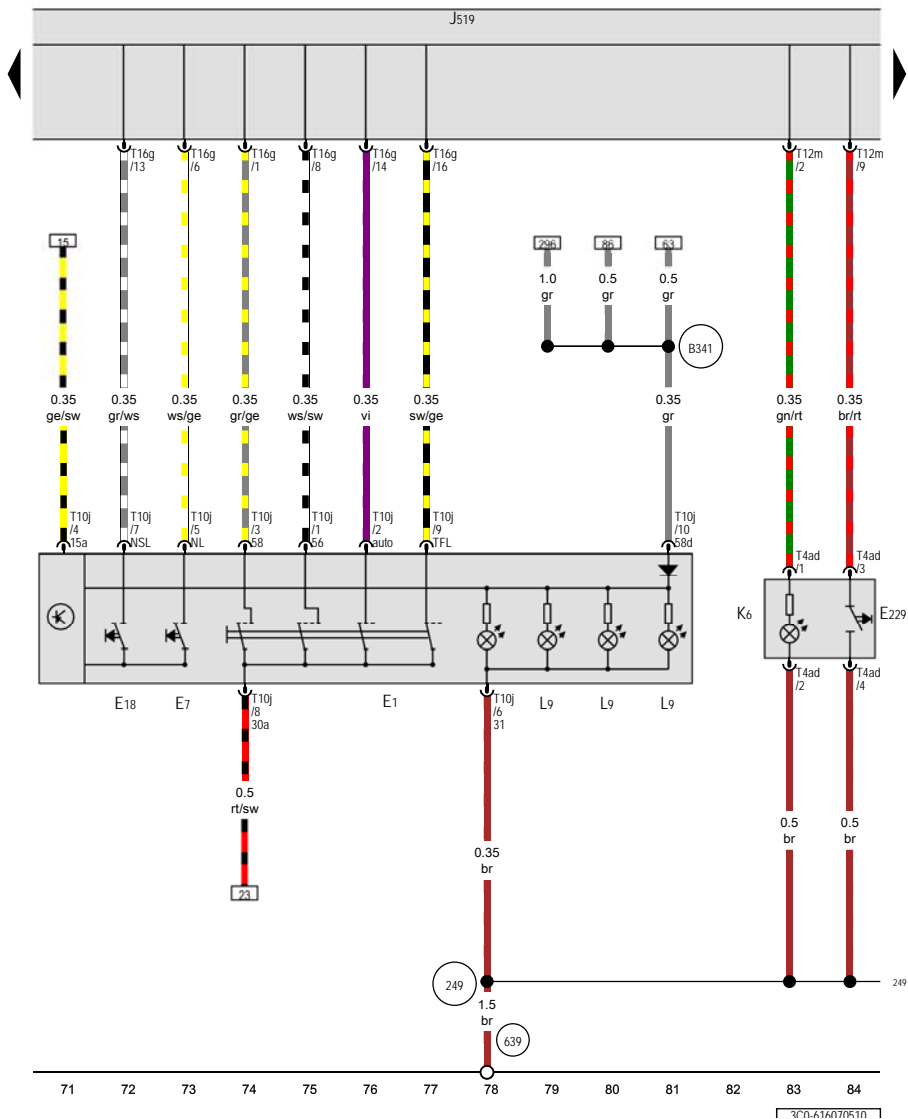 J519
T16g T16g T16g T16g T16g T16g T12m T12m
/13 /6 /1 /8 /14 /16 /2 /9
15 296 86 63
1.0 0.5 0.5
gr gr gr
B341
0.35 0.35 0.35 0.35 0.35 0.35 0.35 0.35 0.35 0.35
ge/sw gr/ws ws/ge gr/ge ws/sw vi sw/ge gr gn/rt br/rt
T10j T10j T10j T10j T10j T10j T10j T10j
/4 /7 /5 /3 /1 /2 /9 /10
15a NSL NL 58 56 auto TFL 58d
T4ad T4ad
/1 /3
K6 E229
T4ad T4ad
/2 /4
E18 E7 E1 L9 L9 L9
T10j T10j
/8 /6
30a 31
0.5
rt/sw
0.5 0.5
br br
0.35
br
23
249 249
1.5
br
639
71 72 73 74 75 76 77 78 79 80 81 82 83 84
3C0-616070510